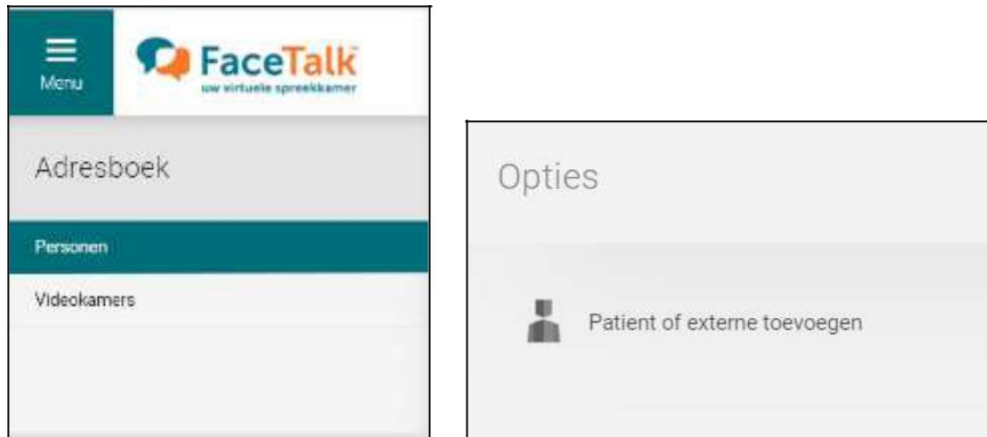 Menu
FaceTalk
uw virtuele spreekkamer
Adresboek
Personen
Videokamers
Opties
Patient of externe toevoegen